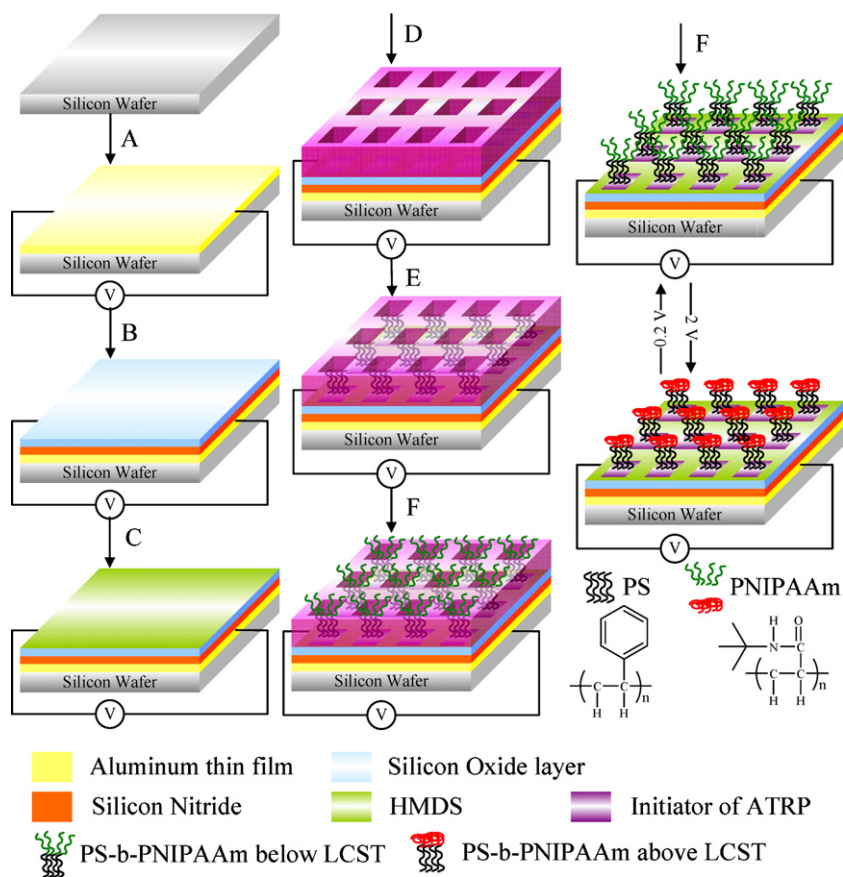 Silicon Wafer
A
Silicon Wafer
V
B
Silicon Wafer
V
C
Silicon Wafer
V
D
Silicon Wafer
V
E
Silicon Wafer
V
F
Silicon Wafer
V
F
Silicon Wafer
V
0.2 V
2 V
Silicon Wafer
V
PS
PNIPAAm
C C n
H H
H O
N C
C C n
H H
Aluminum thin film
Silicon Oxide layer
Silicon Nitride
HMDS
Initiator of ATRP
PS-b-PNIPAAm below LCST
PS-b-PNIPAAm above LCST